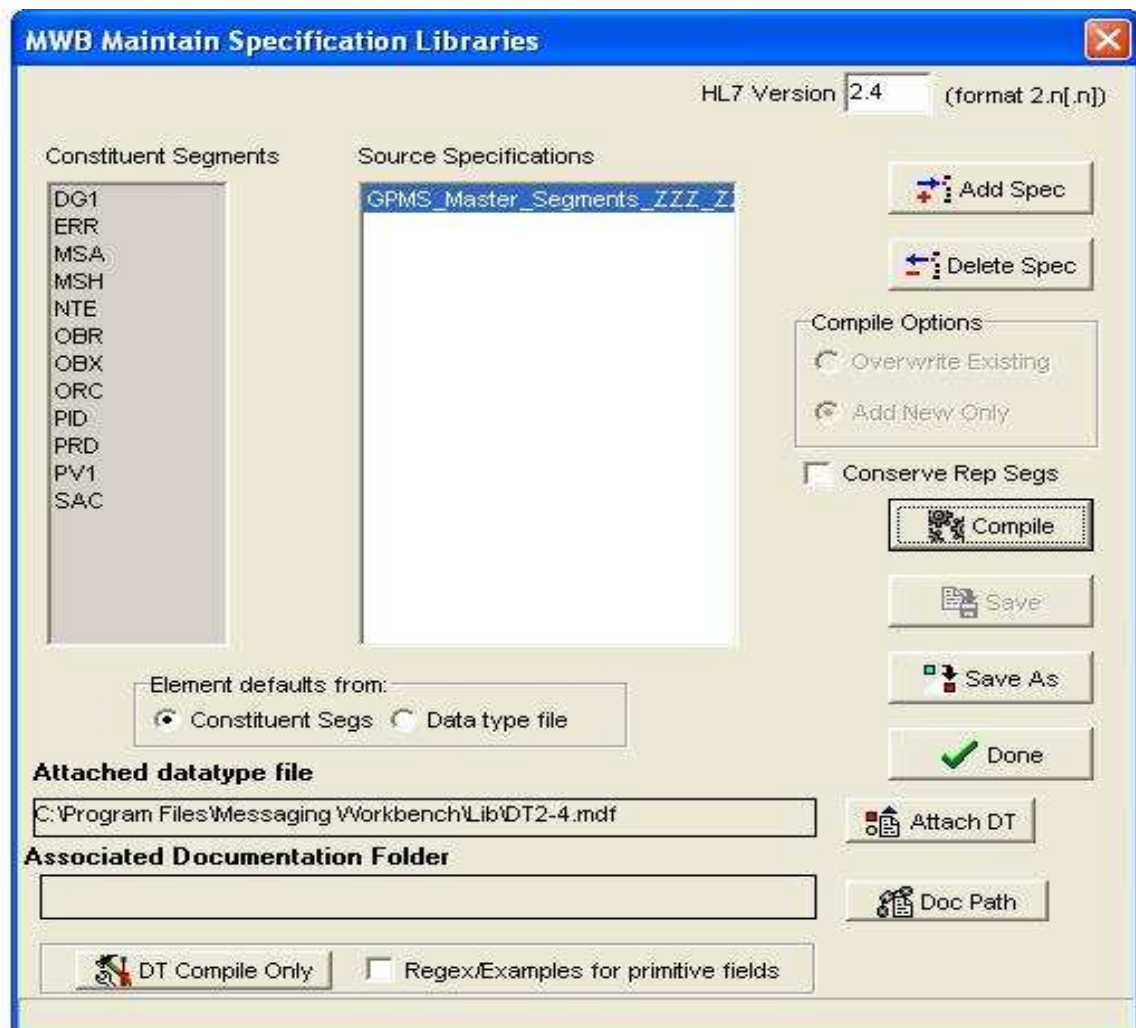 MWB Maintain Specification Libraries
HL7 Version 2.4 (format 2.n[.n])
Constituent Segments
Source Specifications
DG1
ERR
MSA
MSH
NTE
OBR
OBX
ORC
PID
PRD
PV1
SAC
GPMS_Master_Segments_ZZZ_Z
Add Spec
Delete Spec
Compile Options
Overwrite Existing
Add New Only
Conserve Rep Segs
Compile
Save
Save As
Done
Element defaults from:
Constituent Segs
Data type file
Attached datatype file
C:\Program Files\Messaging Workbench\Lib\DT2-4.mdf
Attach DT
Associated Documentation Folder
Doc Path
DT Compile Only
Regex/Examples for primitive fields